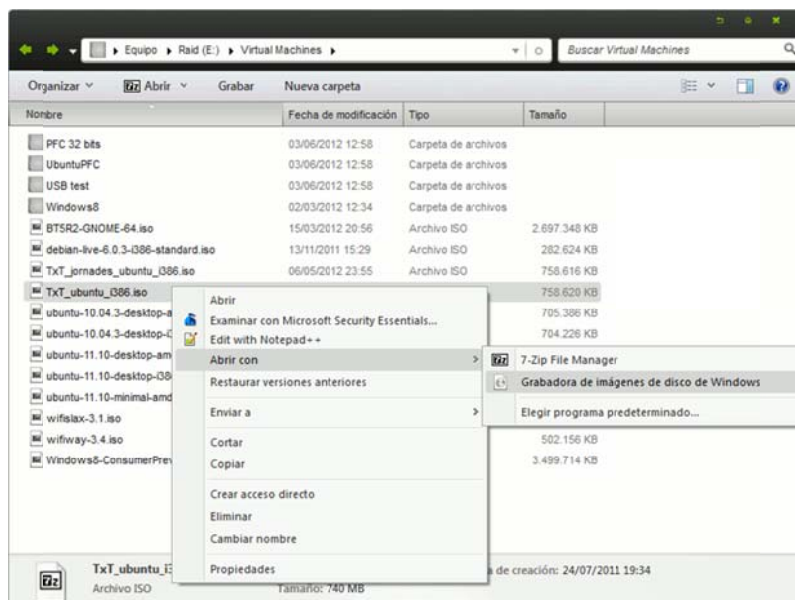 Equipo Raid (E:) Virtual Machines Buscar Virtual Machines
Organizar Abrir Grabar Nueva carpeta
Nombre Fecha de modificación Tipo Tamaño
PFC 32 bits 03/06/2012 12:58 Carpeta de archivos
UbuntuPFC 03/06/2012 12:58 Carpeta de archivos
USB test 03/06/2012 12:58 Carpeta de archivos
Windows8 02/03/2012 12:34 Carpeta de archivos
BT5R2-GNOME-64.iso 15/03/2012 20:56 Archivo ISO 2.697.348 KB
debian-live-6.0.3-i386-standard.iso 13/11/2011 15:29 Archivo ISO 282.624 KB
TxT_jornades_ubuntu_i386.iso 06/05/2012 23:55 Archivo ISO 758.616 KB
TxT_ubuntu_i386.iso 758.620 KB
ubuntu-10.04.3-desktop-a 705.386 KB
ubuntu-10.04.3-desktop-i 704.226 KB
ubuntu-11.10-desktop-am
ubuntu-11.10-desktop-i38
ubuntu-11.10-minimal-amd
wifislax-3.1.iso
wifiway-3.4.iso 502.156 KB
Windows8-ConsumerPrev 3.499.714 KB
Abrir
Examinar con Microsoft Security Essentials...
Edit with Notepad++
Abrir con
Restaurar versiones anteriores
Enviar a
Cortar
Copiar
Crear acceso directo
Eliminar
Cambiar nombre
Propiedades
7-Zip File Manager
Grabadora de imágenes de disco de Windows
Elegir programa predeterminado...
TxT_ubuntu_i3 a de creación: 24/07/2011 19:34
Archivo ISO Tamaño: 740 MB